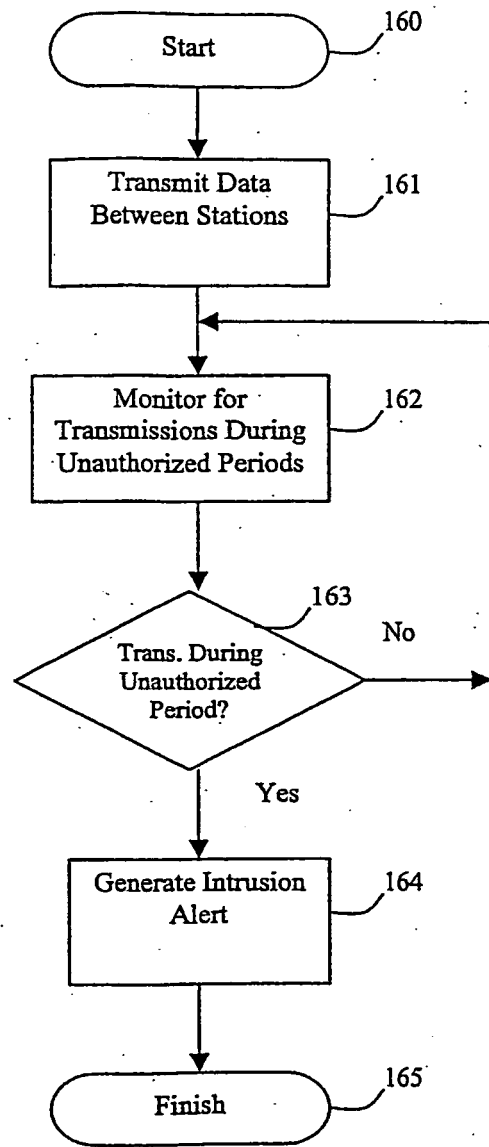 Start
160
Transmit Data
Between Stations
161
Monitor for
Transmissions During
Unauthorized Periods
162
163
Trans. During
Unauthorized
Period?
No
Yes
Generate Intrusion
Alert
164
Finish
165